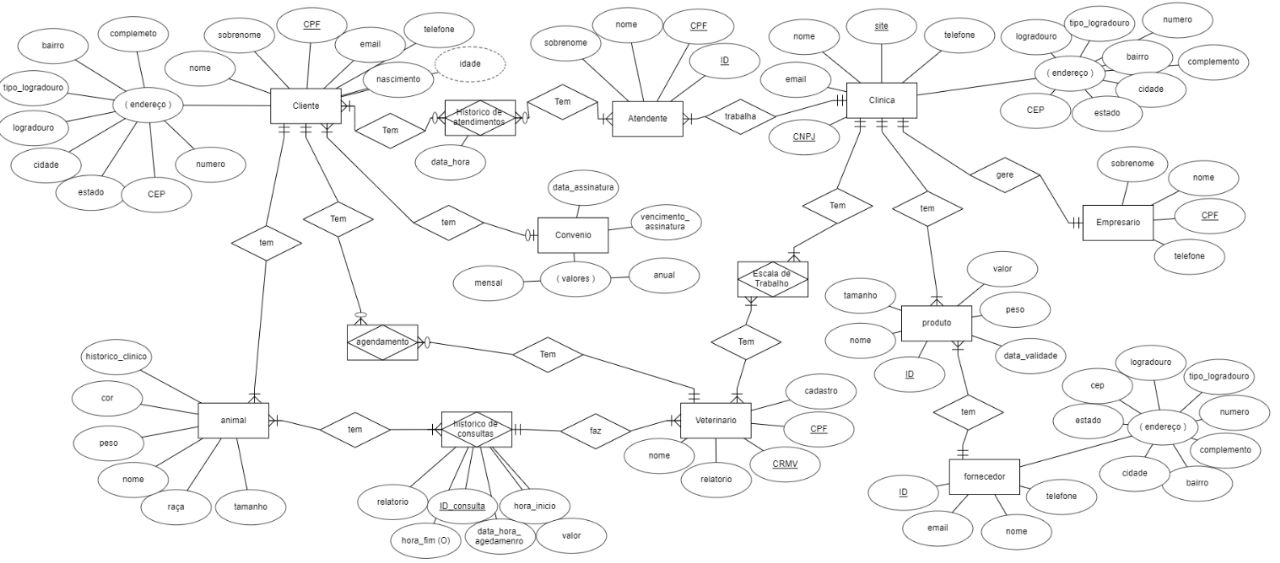 complemeto
bairro
tipo_logradouro
( endereço )
logradouro
cidade
estado
CEP
numero
nome
sobrenome
CPF
email
telefone
nascimento
idade
Cliente
Tem
Historico de
atendimentos
data_hora
Tem
sobrenome
nome
CPF
ID
Atendente
trabalha
nome
site
telefone
email
CNPJ
Clinica
logradouro
tipo_logradouro
numero
bairro
complemento
( endereço )
cidade
CEP
estado
gere
sobrenome
nome
CPF
telefone
Empresario
tem
Tem
tem
data_assinatura
Convenio
vencimento_
assinatura
mensal
( valores )
anual
Tem
Escala de
Trabalho
Tem
tem
valor
tamanho
produto
peso
nome
ID
data_validade
agendamento
Tem
historico_clinico
cor
peso
nome
raça
tamanho
animal
tem
historico de
consultas
relatorio
ID_consulta
hora_inicio
hora_fim (O)
data_hora_
agedamenro
valor
faz
Veterinario
cadastro
CPF
CRMV
nome
relatorio
tem
fornecedor
ID
email
nome
telefone
logradouro
tipo_logradouro
cep
estado
( endereço )
numero
complemento
cidade
bairro